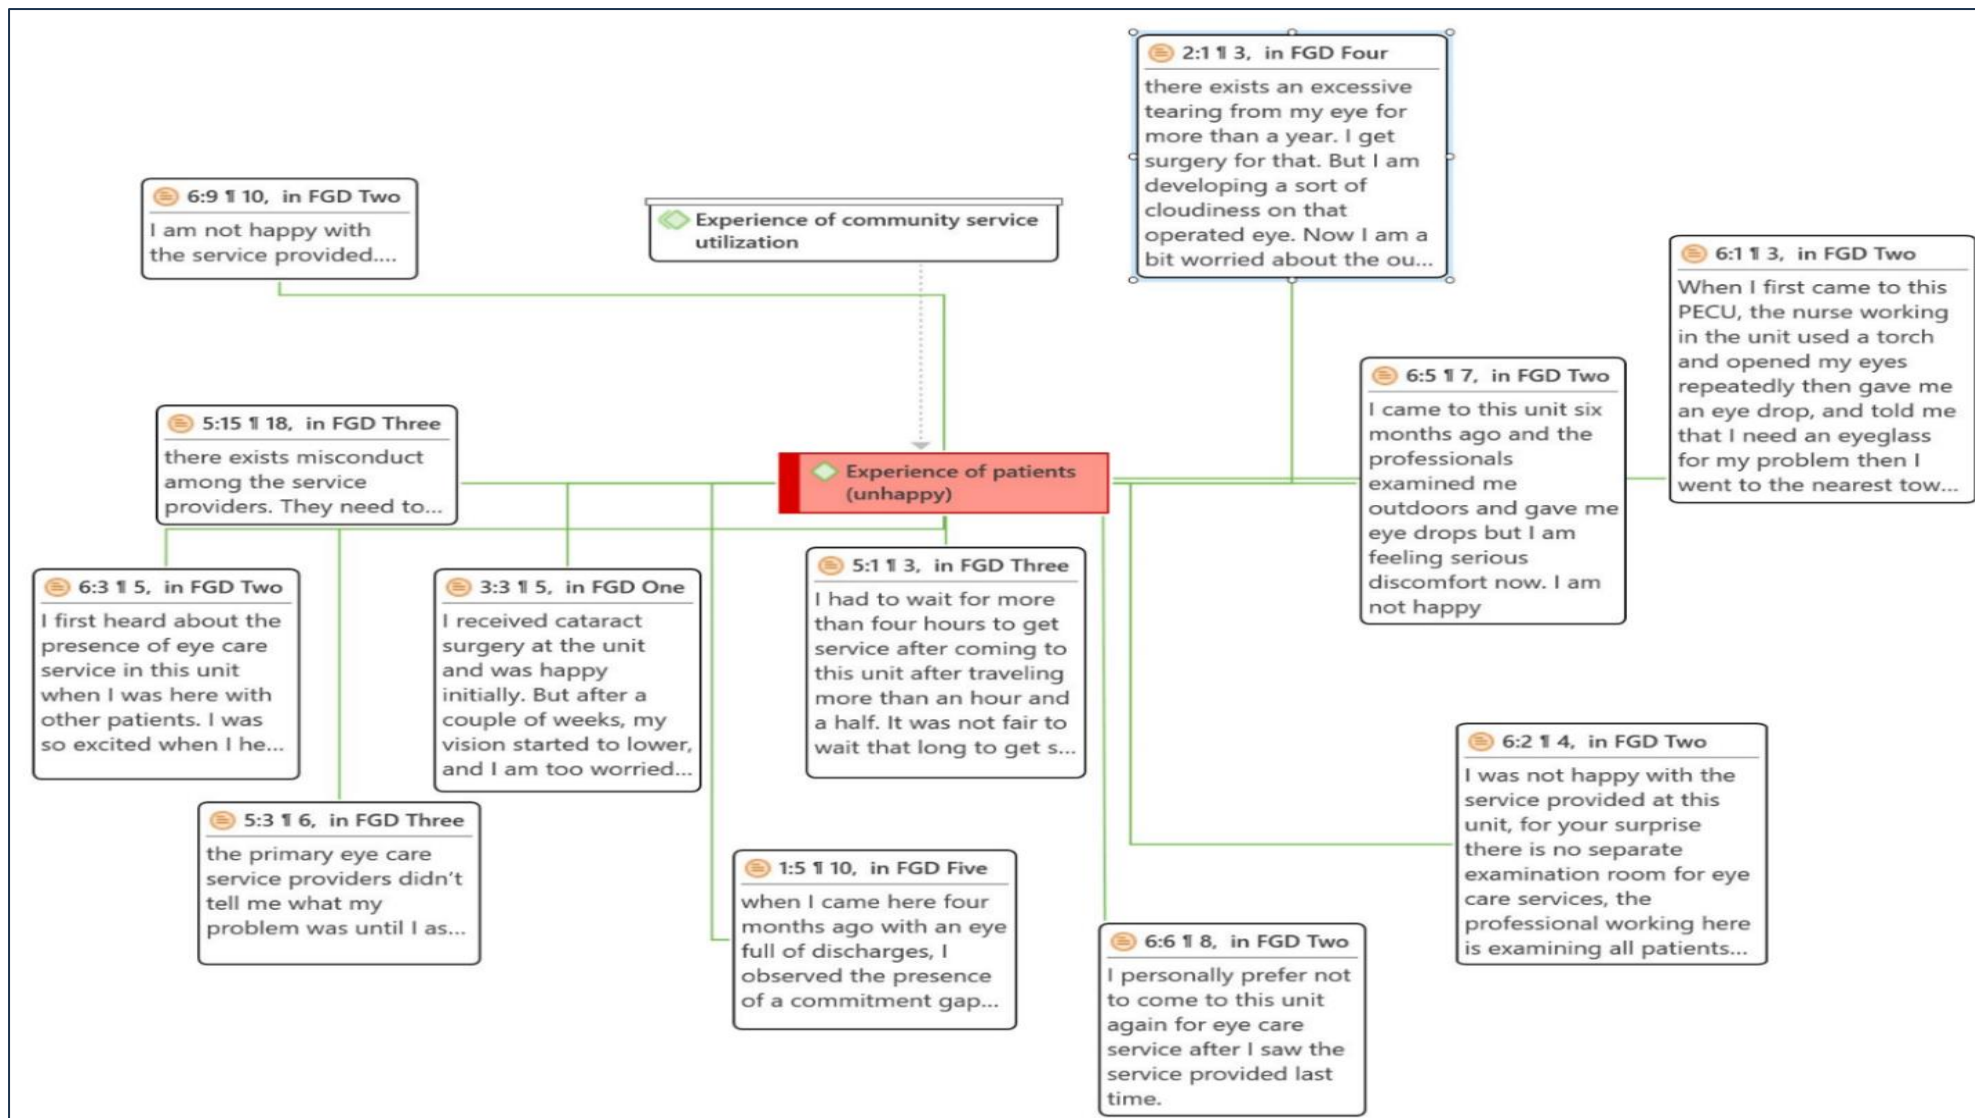 2:1 ¶ 3, in FGD Four
there exists an excessive
tearing from my eye for
more than a year. I get
surgery for that. But I am
developing a sort of
cloudiness on that
operated eye. Now I am a
bit worried about the ou...
6:9 ¶ 10, in FGD Two
I am not happy with
the service provided....
Experience of community service
utilization
6:1 ¶ 3, in FGD Two
When I first came to this
PECU, the nurse working
in the unit used a torch
and opened my eyes
repeatedly then gave me
an eye drop, and told me
that I need an eyeglass
for my problem then I
went to the nearest tow...
6:5 ¶ 7, in FGD Two
I came to this unit six
months ago and the
professionals
examined me
outdoors and gave me
eye drops but I am
feeling serious
discomfort now. I am
not happy
5:15 ¶ 18, in FGD Three
there exists misconduct
among the service
providers. They need to...
Experience of patients
(unhappy)
6:3 ¶ 5, in FGD Two
I first heard about the
presence of eye care
service in this unit
when I was here with
other patients. I was
so excited when I he...
3:3 ¶ 5, in FGD One
I received cataract
surgery at the unit
and was happy
initially. But after a
couple of weeks, my
vision started to lower,
and I am too worried...
5:1 ¶ 3, in FGD Three
I had to wait for more
than four hours to get
service after coming to
this unit after traveling
more than an hour and
a half. It was not fair to
wait that long to get s...
6:2 ¶ 4, in FGD Two
I was not happy with the
service provided at this
unit, for your surprise
there is no separate
examination room for eye
care services, the
professional working here
is examining all patients...
5:3 ¶ 6, in FGD Three
the primary eye care
service providers didn't
tell me what my
problem was until I as...
1:5 ¶ 10, in FGD Five
when I came here four
months ago with an eye
full of discharges, I
observed the presence
of a commitment gap...
6:6 ¶ 8, in FGD Two
I personally prefer not
to come to this unit
again for eye care
service after I saw the
service provided last
time.